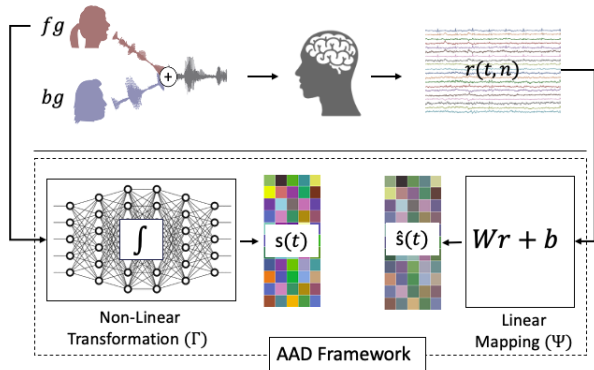 fg
bg
+
r(t, n)
∫
s(t)
ŝ(t)
Wr + b
Non-Linear
Transformation (Γ)
Linear
Mapping (Ψ)
AAD Framework